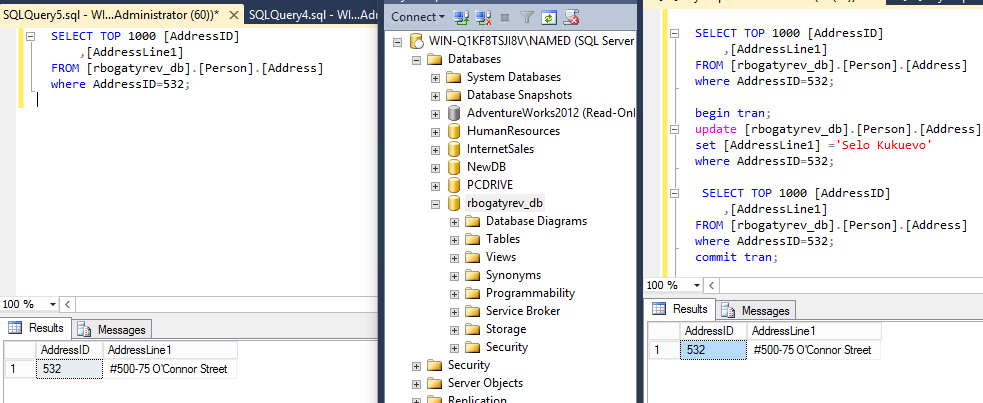 SQLQuery5.sql - WI...Administrator (60))* × SQLQuery4.sql - WI...Adm
SELECT TOP 1000 [AddressID]
,[AddressLine1]
FROM [rbogatyrev_db].[Person].[Address]
where AddressID=532;
100 %
Results Messages
AddressID AddressLine1
1 532 #500-75 O'Connor Street
Connect
WIN-Q1KF8TSJI8V\NAMED (SQL Server
Databases
System Databases
Database Snapshots
AdventureWorks2012 (Read-Onl
HumanResources
InternetSales
NewDB
PCDRIVE
rbogatyrev_db
Database Diagrams
Tables
Views
Synonyms
Programmability
Service Broker
Storage
Security
Security
Server Objects
Replication
SELECT TOP 1000 [AddressID]
,[AddressLine1]
FROM [rbogatyrev_db].[Person].[Address]
where AddressID=532;
begin tran;
update [rbogatyrev_db].[Person].[Address]
set [AddressLine1] ='Selo Kukuevo'
where AddressID=532;
SELECT TOP 1000 [AddressID]
,[AddressLine1]
FROM [rbogatyrev_db].[Person].[Address]
where AddressID=532;
commit tran;
100 %
Results Messages
AddressID AddressLine1
1 532 #500-75 O'Connor Street